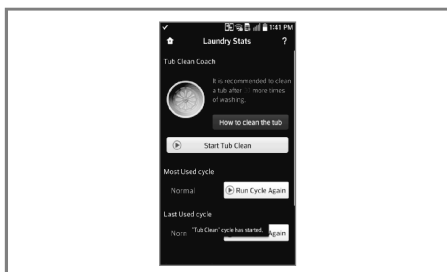 1:41 PM
Laundry Stats ?
Tub Clean Coach
It is recommended to clean
a tub after more times
of washing.
How to clean the tub
Start Tub Clean
Most Used cycle
Normal Run Cycle Again
Last Used cycle
"Tub Clean" cycle has started. Again